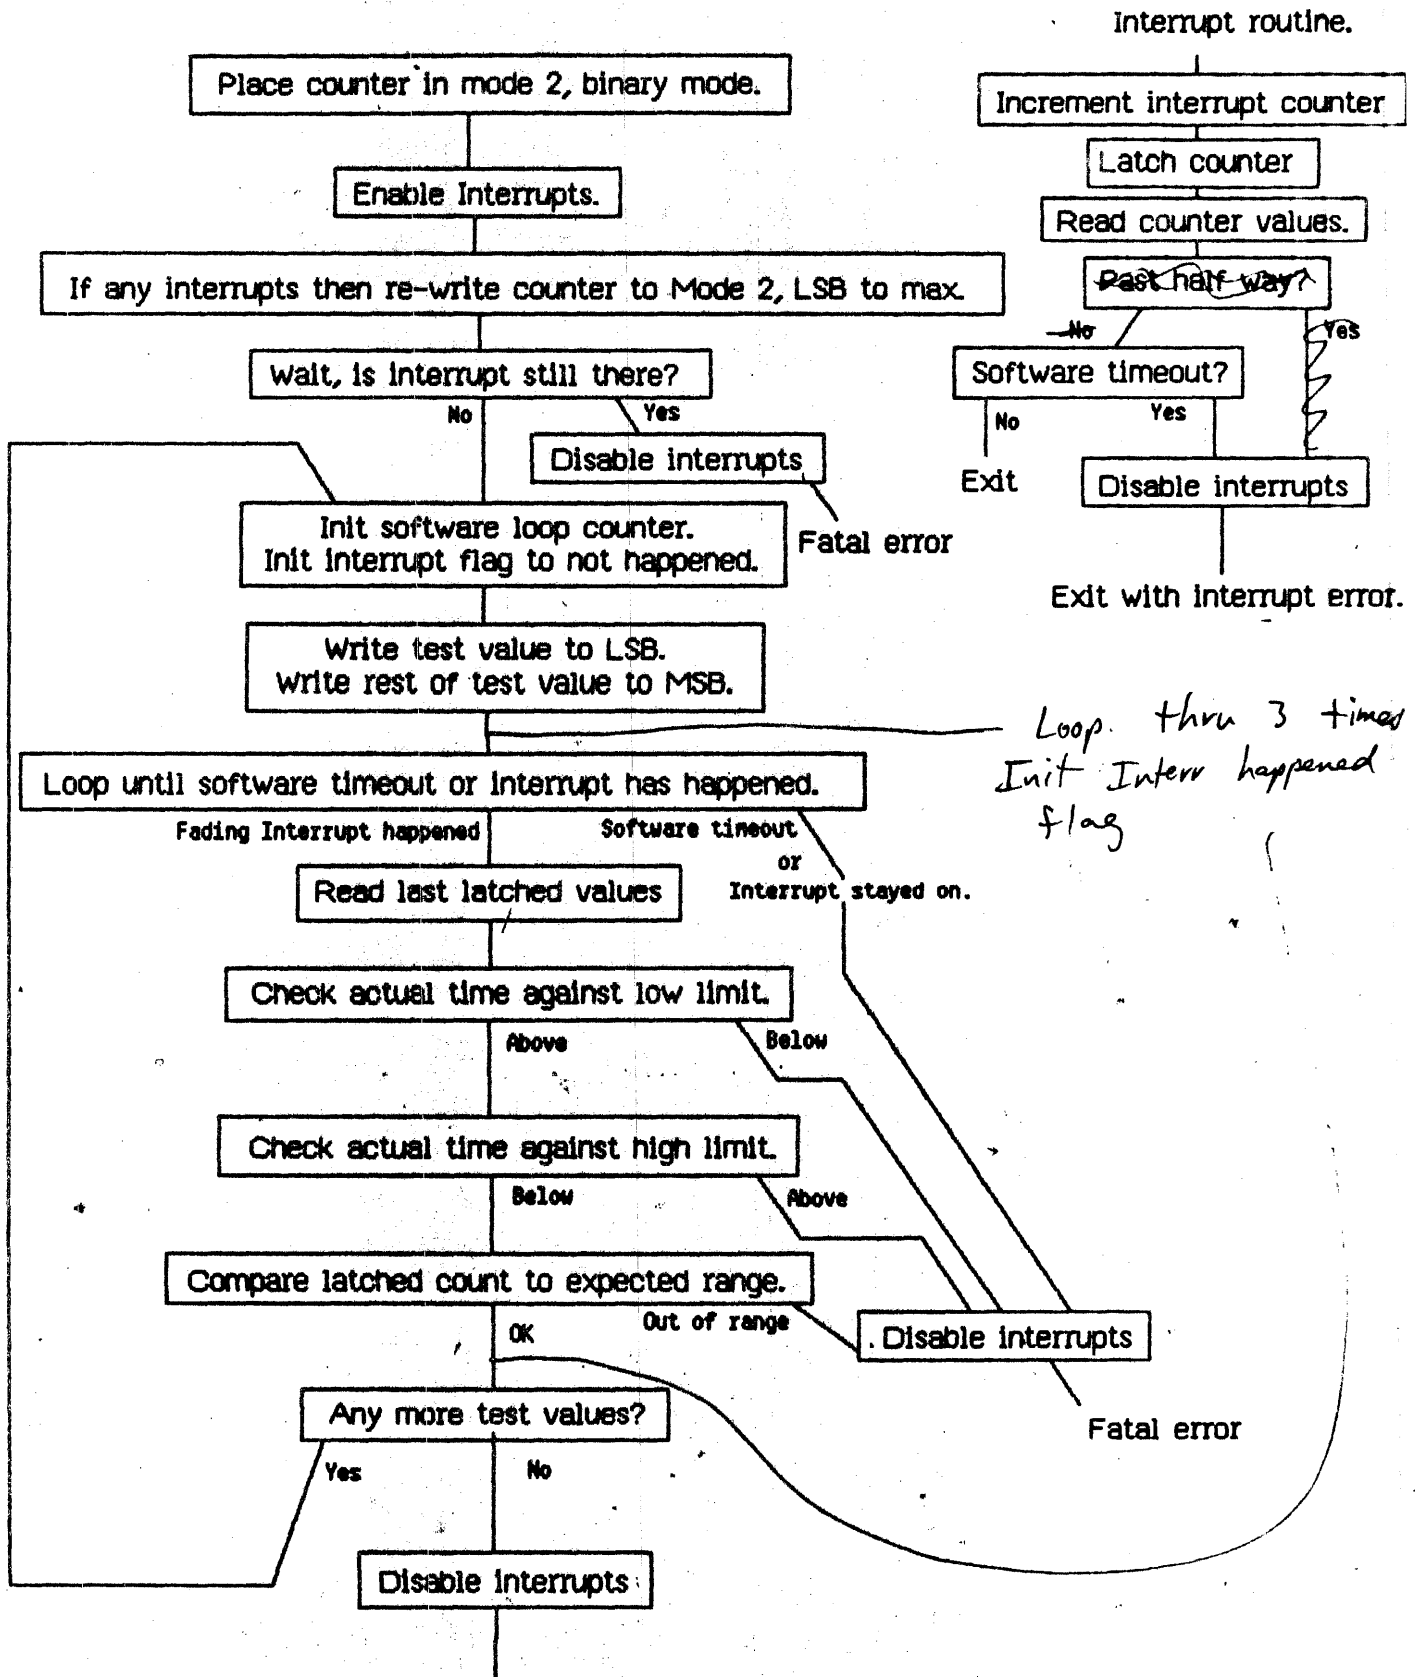 Place counter in mode 2, binary mode.
Enable Interrupts.
If any interrupts then re-write counter to Mode 2, LSB to max.
Wait, is interrupt still there?
No
Yes
Disable interrupts
Fatal error
Init software loop counter.
Init interrupt flag to not happened.
Write test value to LSB.
Write rest of test value to MSB.
Loop until software timeout or interrupt has happened.
Fading Interrupt happened
Software timeout
or
Interrupt stayed on.
Read last latched values
Check actual time against low limit.
Above
Below
Check actual time against high limit.
Below
Above
Compare latched count to expected range.
OK
Out of range
Disable interrupts
Fatal error
Any more test values?
Yes
No
Disable interrupts
Interrupt routine.
Increment interrupt counter
Latch counter
Read counter values.
Past half way?
No
Yes
Software timeout?
No
Yes
Exit
Disable interrupts
Exit with interrupt error.
Loop. thru 3 times
Init Interr happened
flag